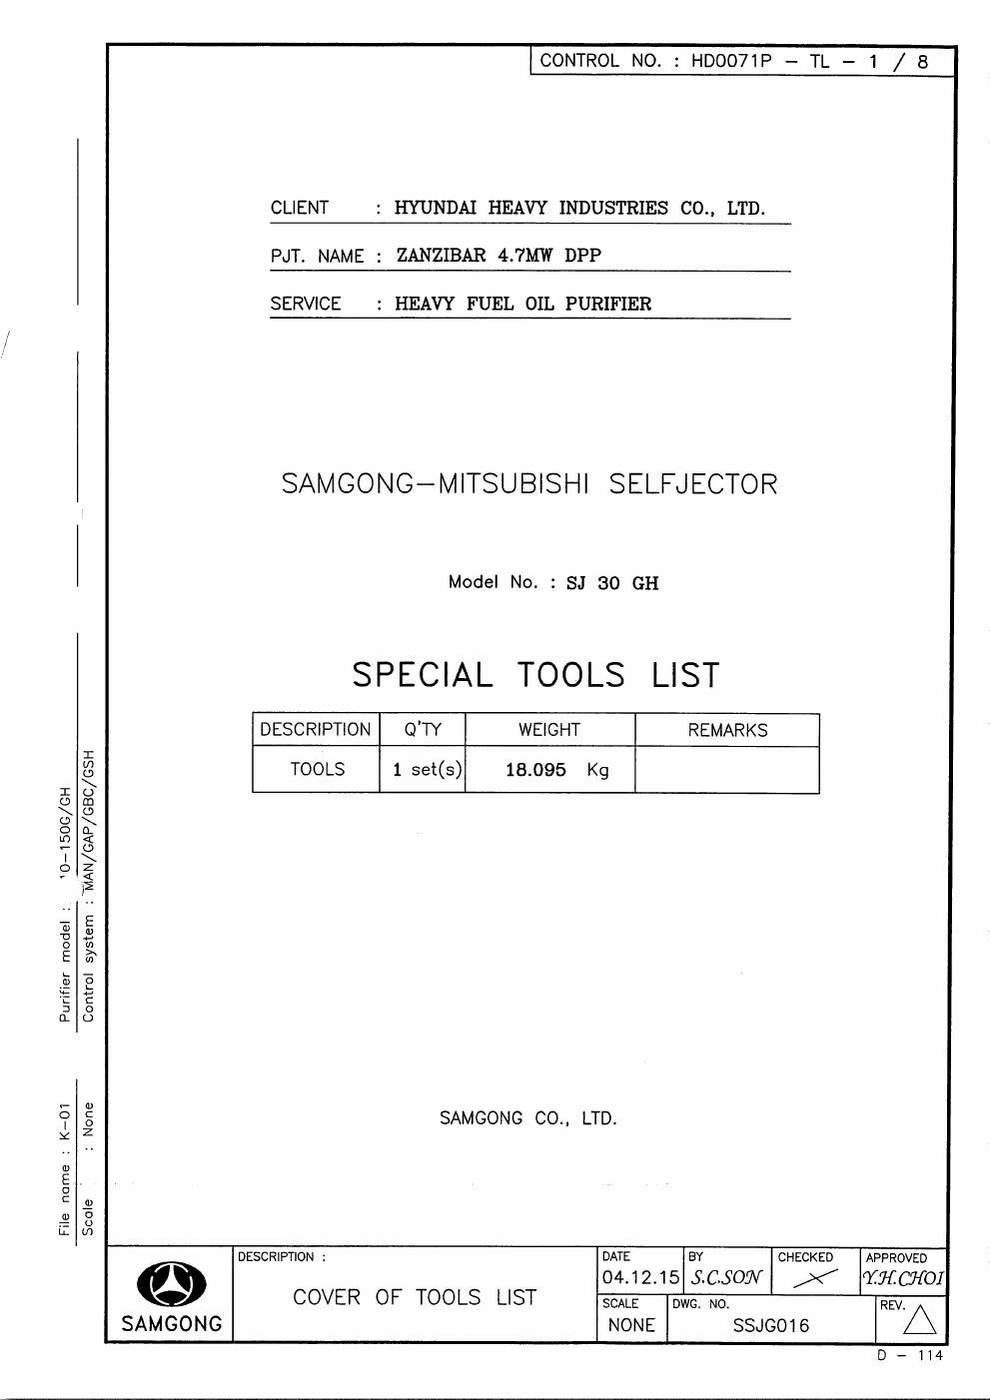 CONTROL NO. : HD0071P - TL - 1 / 8
CLIENT : HYUNDAI HEAVY INDUSTRIES CO., LTD.
PJT. NAME : ZANZIBAR 4.7MW DPP
SERVICE : HEAVY FUEL OIL PURIFIER
SAMGONG-MITSUBISHI SELFJECTOR
Model No. : SJ 30 GH
SPECIAL TOOLS LIST
DESCRIPTION Q'TY WEIGHT REMARKS
TOOLS 1 set(s) 18.095 Kg
SAMGONG CO., LTD.
File name : K-01 Purifier model : 0-150G/GH
Scale : None Control system : MAN/GAP/GBC/GSH
SAMGONG
DESCRIPTION :
COVER OF TOOLS LIST
DATE BY CHECKED APPROVED
04.12.15 S.C.SON Y.H.CHOI
SCALE DWG. NO. REV.
NONE SSJG016
D - 114